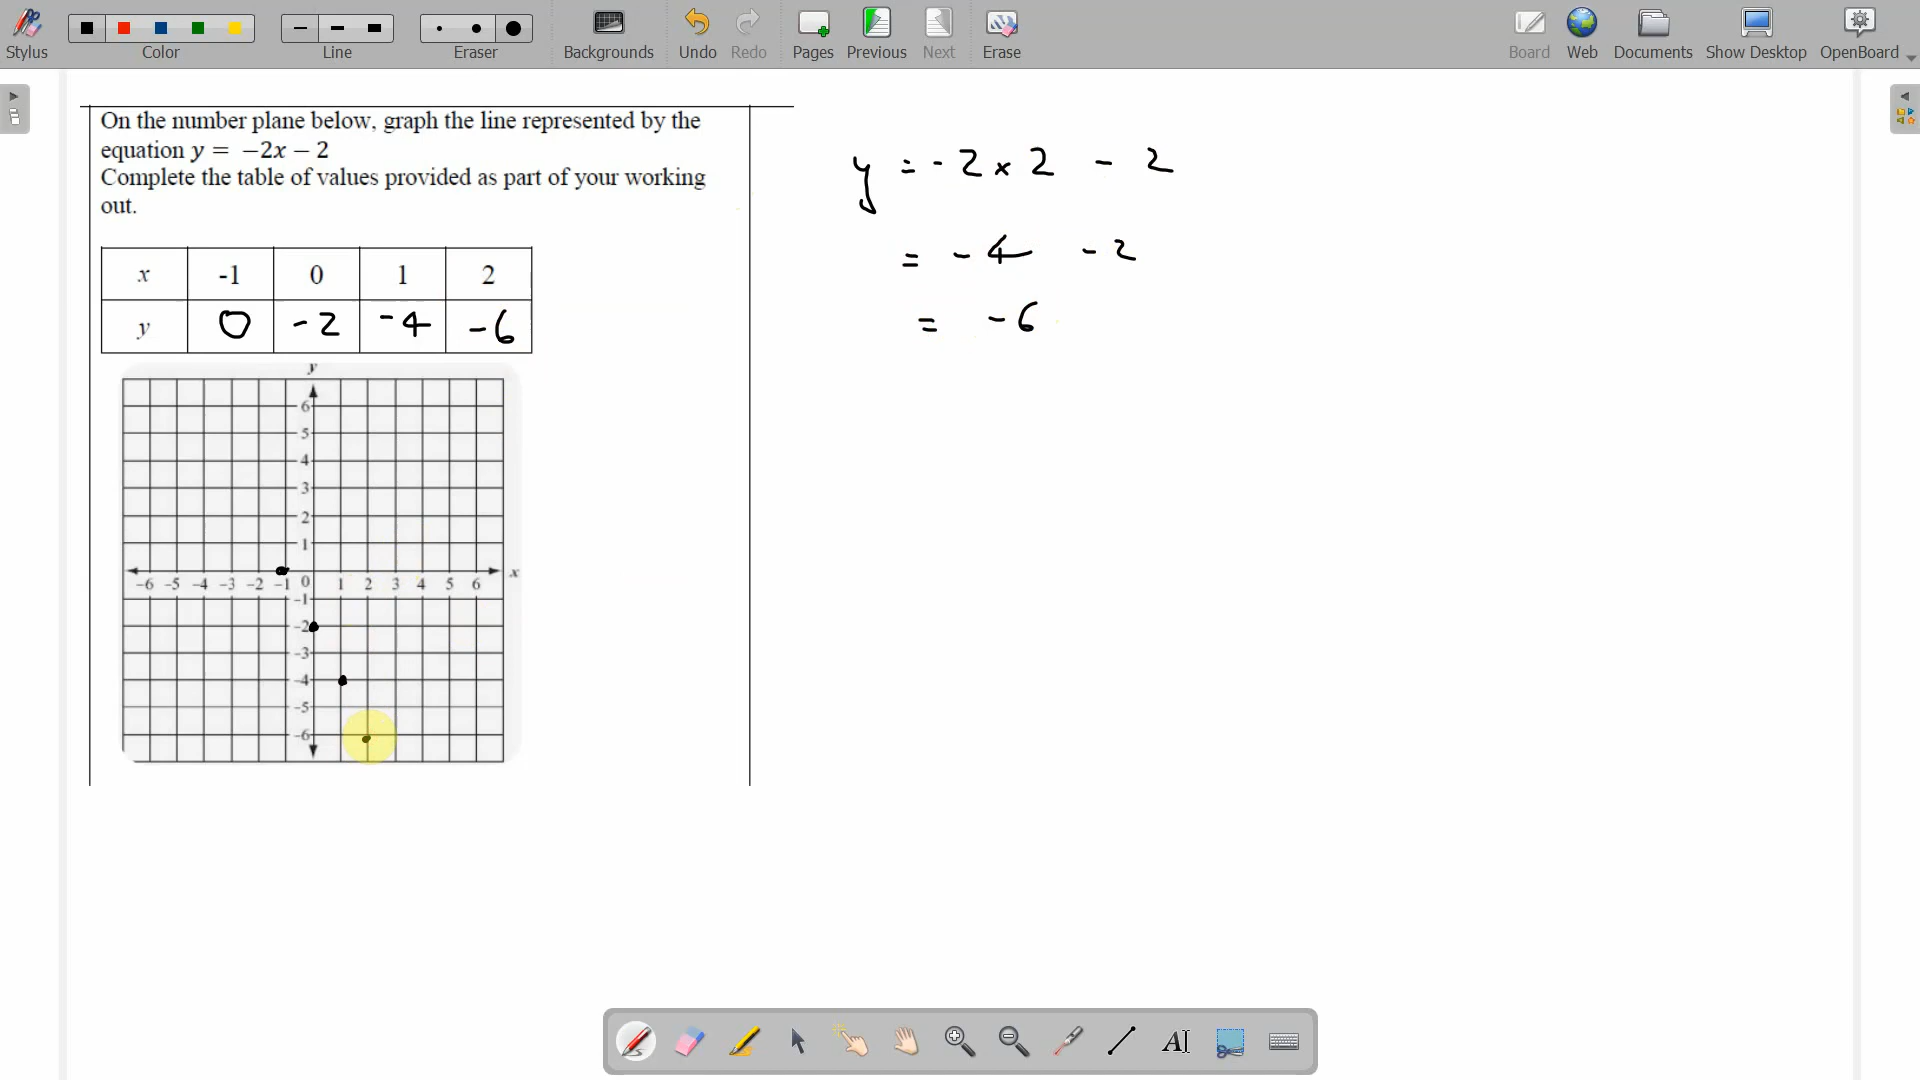 Stylus Color Line Eraser Backgrounds Undo Redo Pages Previous Next Erase Board Web Documents Show Desktop OpenBoard
On the number plane below, graph the line represented by the
equation y = −2x − 2
Complete the table of values provided as part of your working
out.
x -1 0 1 2
y 0 -2 -4 -6
y = -2 × 2 - 2
= -4 -2
= -6
y
6
5
4
3
2
1
-6 -5 -4 -3 -2 -1 0 1 2 3 4 5 6 x
-1
-2
-3
-4
-5
-6
AI